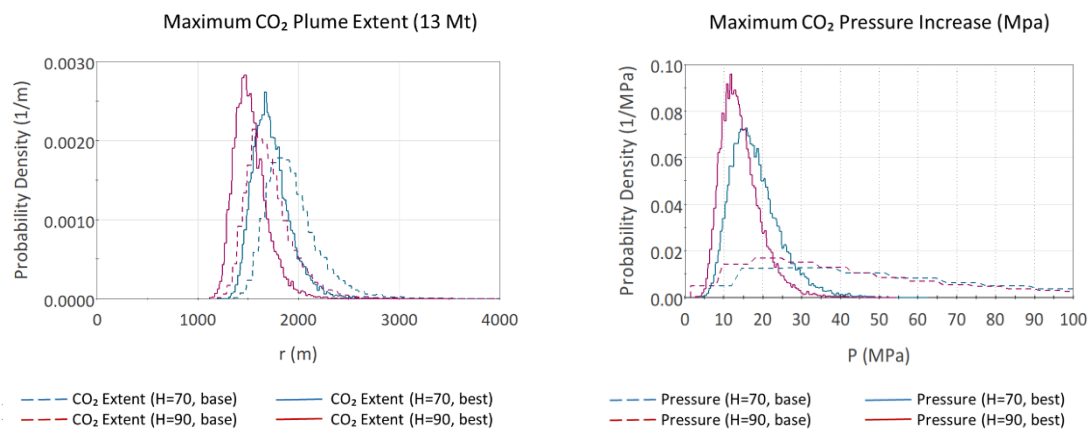 Maximum CO₂ Plume Extent (13 Mt)
Probability Density (1/m)
0.0030
0.0020
0.0010
0.0000
0 1000 2000 3000 4000
r (m)
CO₂ Extent (H=70, base) CO₂ Extent (H=70, best)
CO₂ Extent (H=90, base) CO₂ Extent (H=90, best)
Maximum CO₂ Pressure Increase (Mpa)
Probability Density (1/MPa)
0.10
0.08
0.06
0.04
0.02
0.00
0 10 20 30 40 50 60 70 80 90 100
P (MPa)
Pressure (H=70, base) Pressure (H=70, best)
Pressure (H=90, base) Pressure (H=90, best)